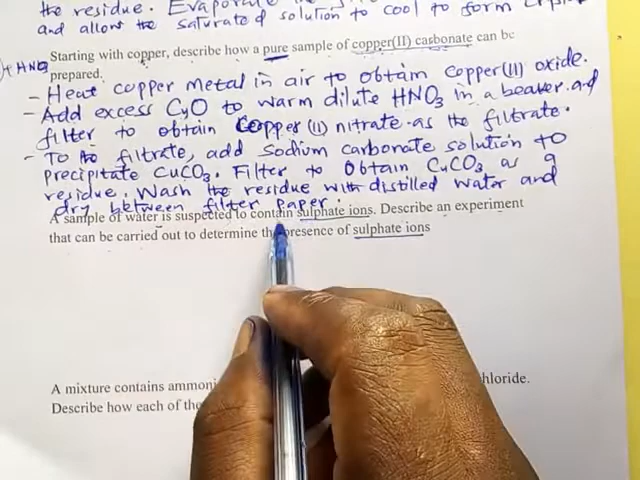 the residue. Evaporate
and allow the saturated solution to cool to form
Starting with copper, describe how a pure sample of copper(II) carbonate can be
prepared.
+ HNO3
- Heat copper metal in air to obtain Copper(II) oxide.
- Add excess CuO to warm dilute HNO3 in a beaker and
filter to obtain Copper(II) nitrate as the filtrate.
- To the filtrate, add Sodium carbonate solution to
precipitate CuCO3. Filter to obtain CuCO3 as a
residue. Wash the residue with distilled water and
dry between filter paper.
A sample of water is suspected to contain sulphate ions. Describe an experiment
that can be carried out to determine the presence of sulphate ions
A mixture contains chloride.
Describe how each of